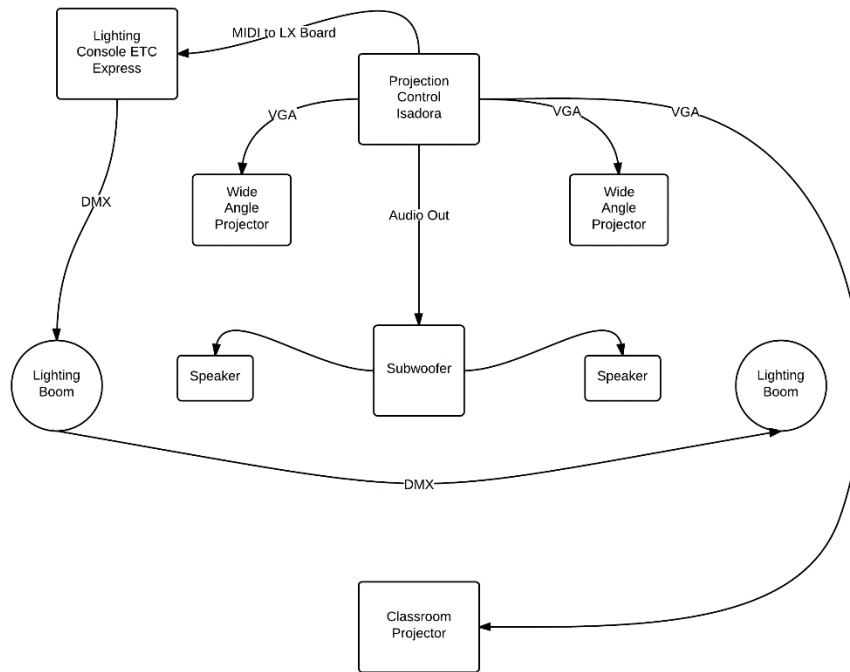 Lighting
Console ETC
Express
MIDI to LX Board
Projection
Control
Isadora
VGA
VGA
VGA
Wide
Angle
Projector
Wide
Angle
Projector
DMX
Audio Out
Lighting
Boom
Speaker
Subwoofer
Speaker
Lighting
Boom
DMX
Classroom
Projector